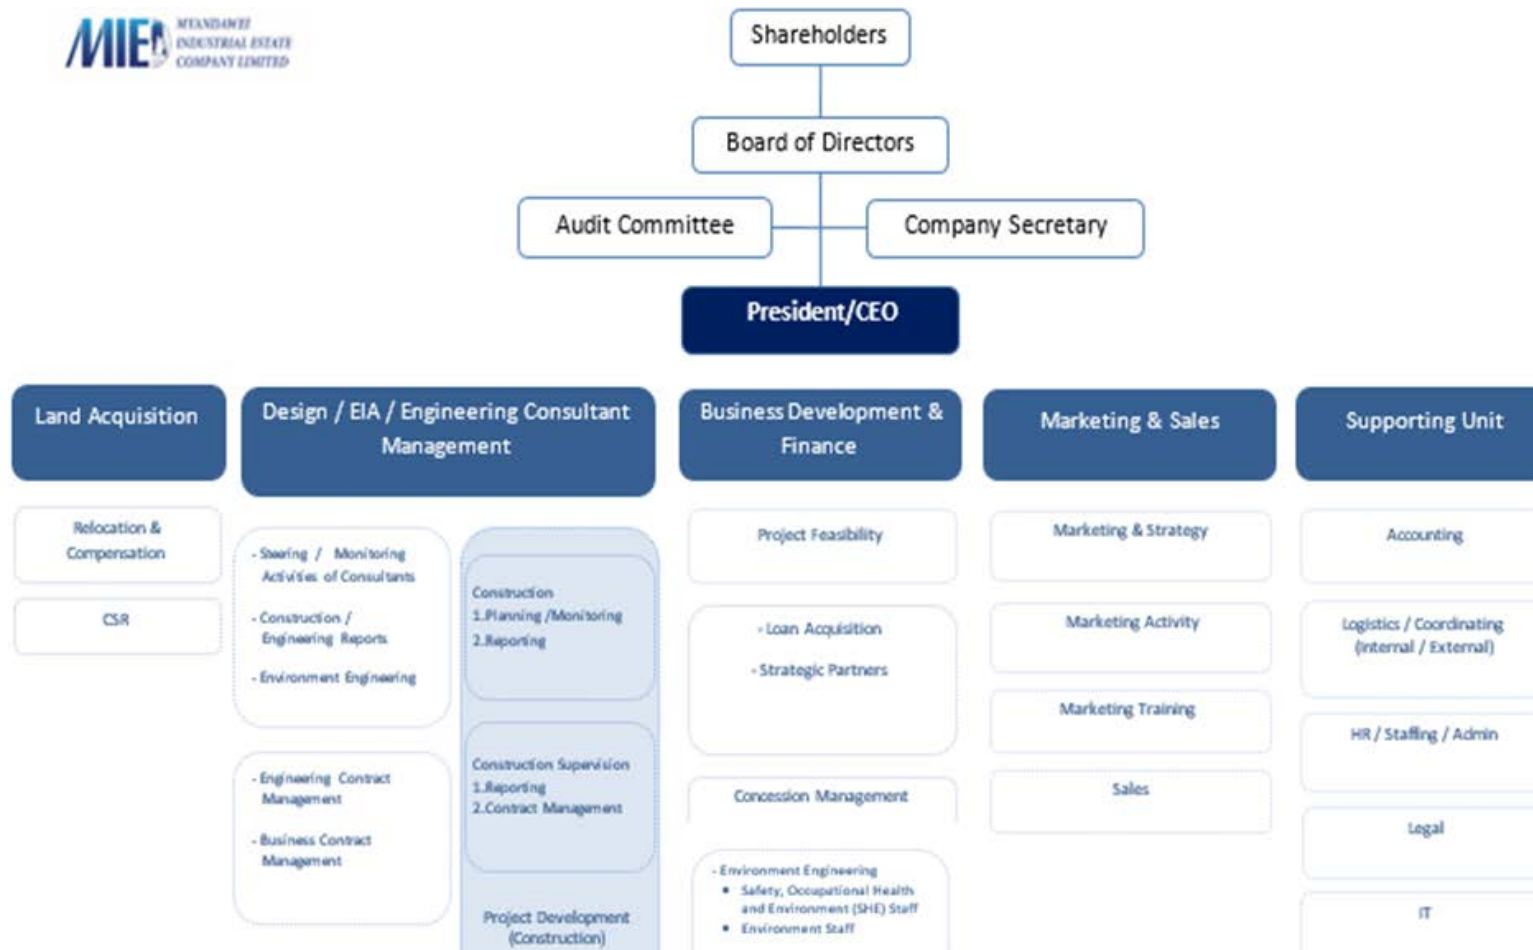 MIE
MYANDAWEI
INDUSTRIAL ESTATE
COMPANY LIMITED
Shareholders
Board of Directors
Audit Committee
Company Secretary
President/CEO
Land Acquisition
Relocation &
Compensation
CSR
Design / EIA / Engineering Consultant
Management
- Steering / Monitoring
Activities of Consultants
- Construction /
Engineering Reports
- Environment Engineering
- Engineering Contract
Management
- Business Contract
Management
Construction
1.Planning /Monitoring
2.Reporting
Construction Supervision
1.Reporting
2.Contract Management
Project Development
(Construction)
Business Development &
Finance
Project Feasibility
- Loan Acquisition
- Strategic Partners
Concession Management
- Environment Engineering
▪ Safety, Occupational Health
and Environment (SHE) Staff
▪ Environment Staff
Marketing & Sales
Marketing & Strategy
Marketing Activity
Marketing Training
Sales
Supporting Unit
Accounting
Logistics / Coordinating
(Internal / External)
HR / Staffing / Admin
Legal
IT